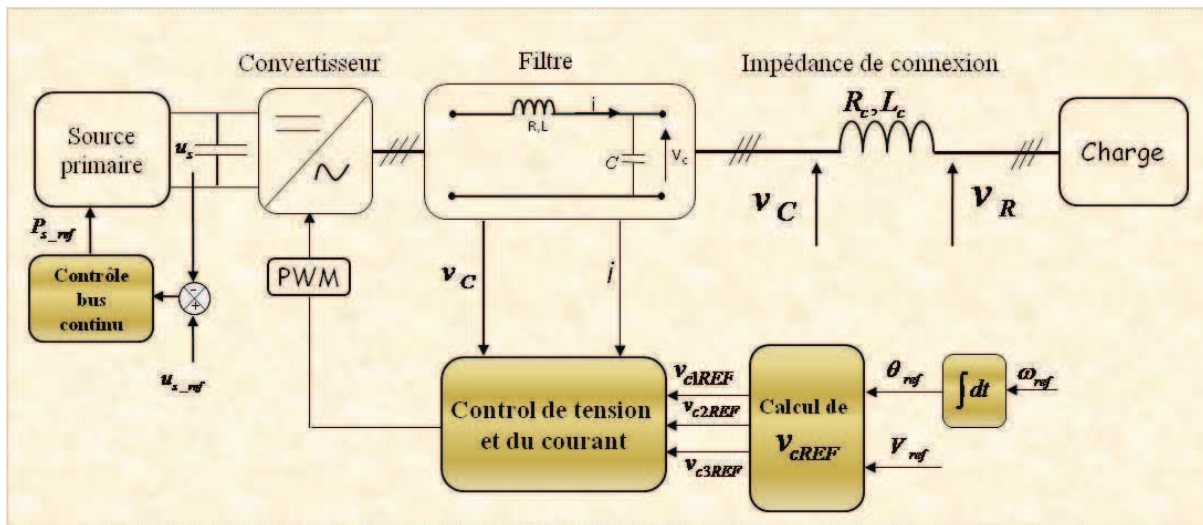 Convertisseur
Filtre
Impédance de connexion
R_c, L_c
Source
primaire
u_s
R,L
i
C
V_c
Charge
v_C
v_R
P_s_ref
Contrôle
bus
continu
-
+
u_s_ref
PWM
v_C
i
Control de tension
et du courant
v_c1REF
v_c2REF
v_c3REF
Calcul de
v_cREF
θ_ref
∫dt
ω_ref
V_ref